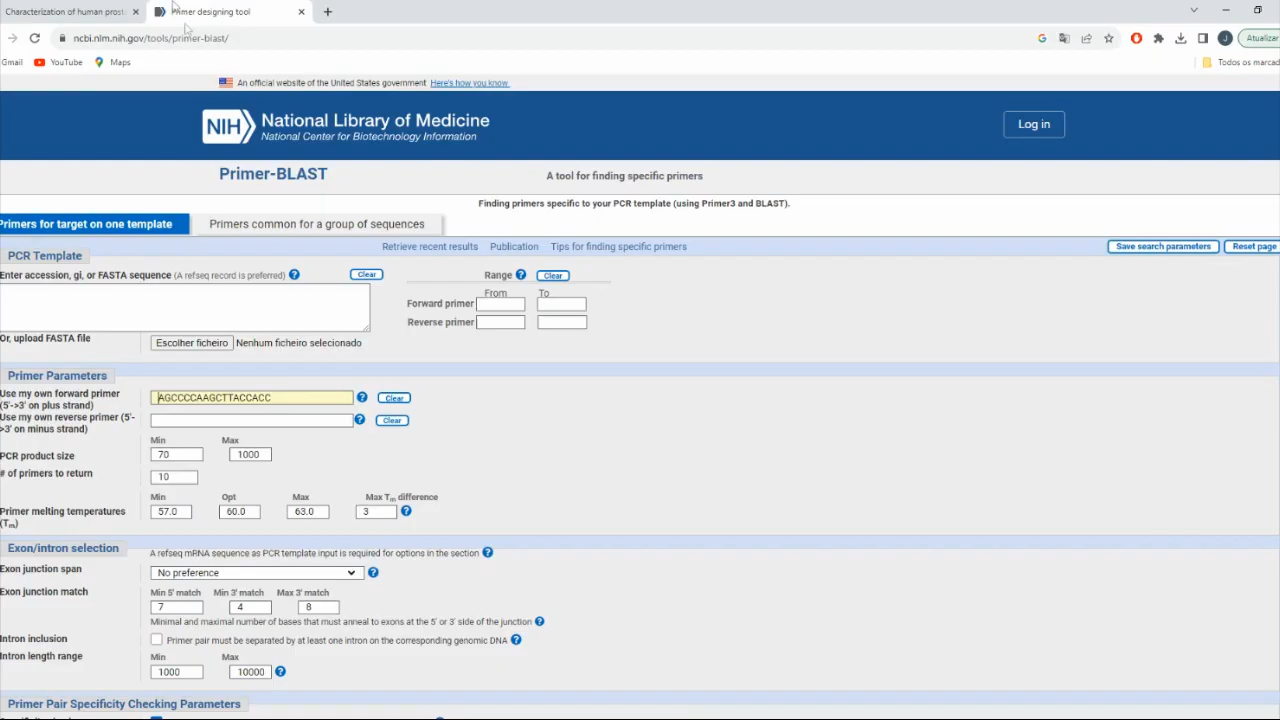 Characterization of human prost
Primer designing tool
ncbi.nlm.nih.gov/tools/primer-blast/
Atualizar
Gmail YouTube Maps Todos os marcad
An official website of the United States government Here's how you know.
NIH National Library of Medicine
National Center for Biotechnology Information
Log in
Primer-BLAST A tool for finding specific primers
Finding primers specific to your PCR template (using Primer3 and BLAST).
Primers for target on one template Primers common for a group of sequences
Retrieve recent results Publication Tips for finding specific primers Save search parameters Reset page
PCR Template
Enter accession, gi, or FASTA sequence (A refseq record is preferred) ? Clear Range ? Clear
From To
Forward primer
Reverse primer
Or, upload FASTA file Escolher ficheiro Nenhum ficheiro selecionado
Primer Parameters
Use my own forward primer (5'->3' on plus strand) AGCCCCAAGCTTACCACC ? Clear
Use my own reverse primer (5'->3' on minus strand) ? Clear
Min Max
PCR product size 70 1000
# of primers to return 10
Min Opt Max Max Tm difference
Primer melting temperatures (Tm) 57.0 60.0 63.0 3 ?
Exon/intron selection A refseq mRNA sequence as PCR template input is required for options in the section ?
Exon junction span No preference ?
Exon junction match Min 5' match Min 3' match Max 3' match
7 4 8
Minimal and maximal number of bases that must anneal to exons at the 5' or 3' side of the junction ?
Intron inclusion Primer pair must be separated by at least one intron on the corresponding genomic DNA ?
Intron length range Min Max
1000 10000 ?
Primer Pair Specificity Checking Parameters